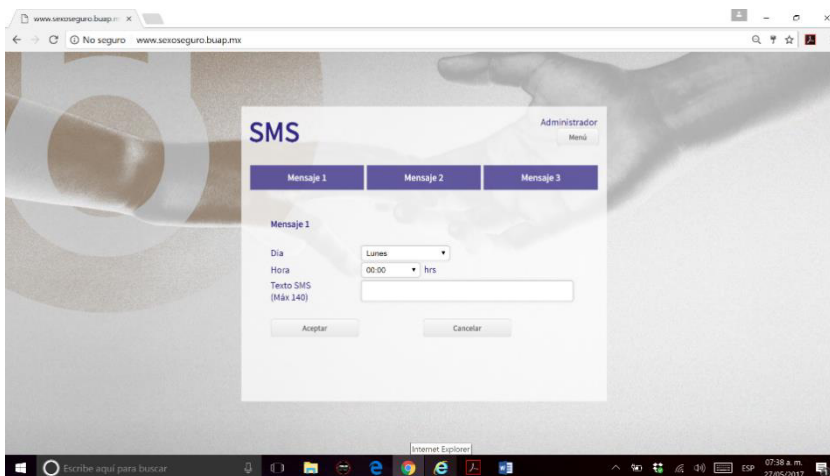 www.sexoseguro.buap.m
No seguro www.sexoseguro.buap.mx
SMS
Administrador
Menú
Mensaje 1 Mensaje 2 Mensaje 3
Mensaje 1
Dia Lunes
Hora 00:00 hrs
Texto SMS
(Máx 140)
Aceptar Cancelar
Internet Explorer
Escribe aquí para buscar
ESP
07:38 a. m.
27/05/2017